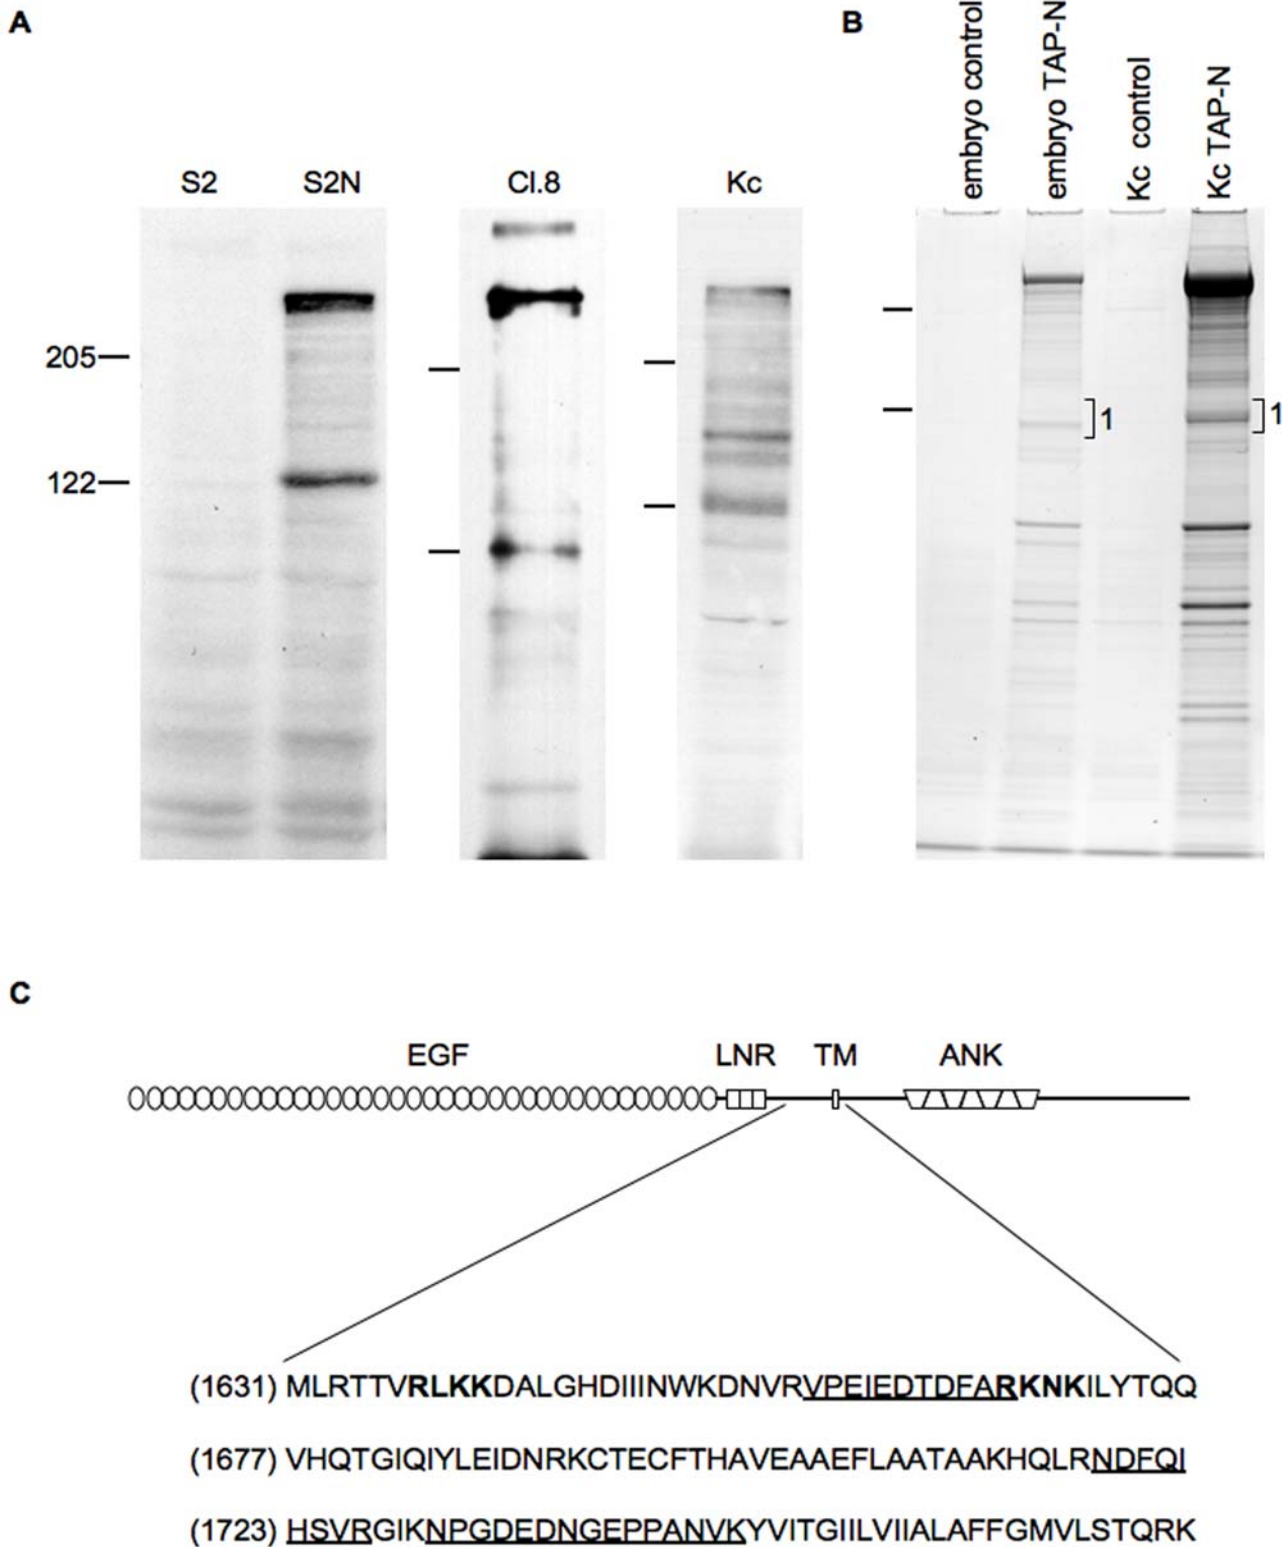 A
B
embryo control
embryo TAP-N
Kc control
Kc TAP-N
S2
S2N
Cl.8
Kc
205
122
1
1
C
EGF
LNR
TM
ANK
(1631) MLRTTVRLKKDALGHDIIINWKDNVRVPEIEDTDFARKNKILYTQQ
(1677) VHQTGIQIYLEIDNRKCTECFTHAVEAAEFLAATAAKHQLRNDFQI
(1723) HSVRGIKNPGDEDNGEPPANVKYVITGIILVIIALAFFGMVLSTQRK